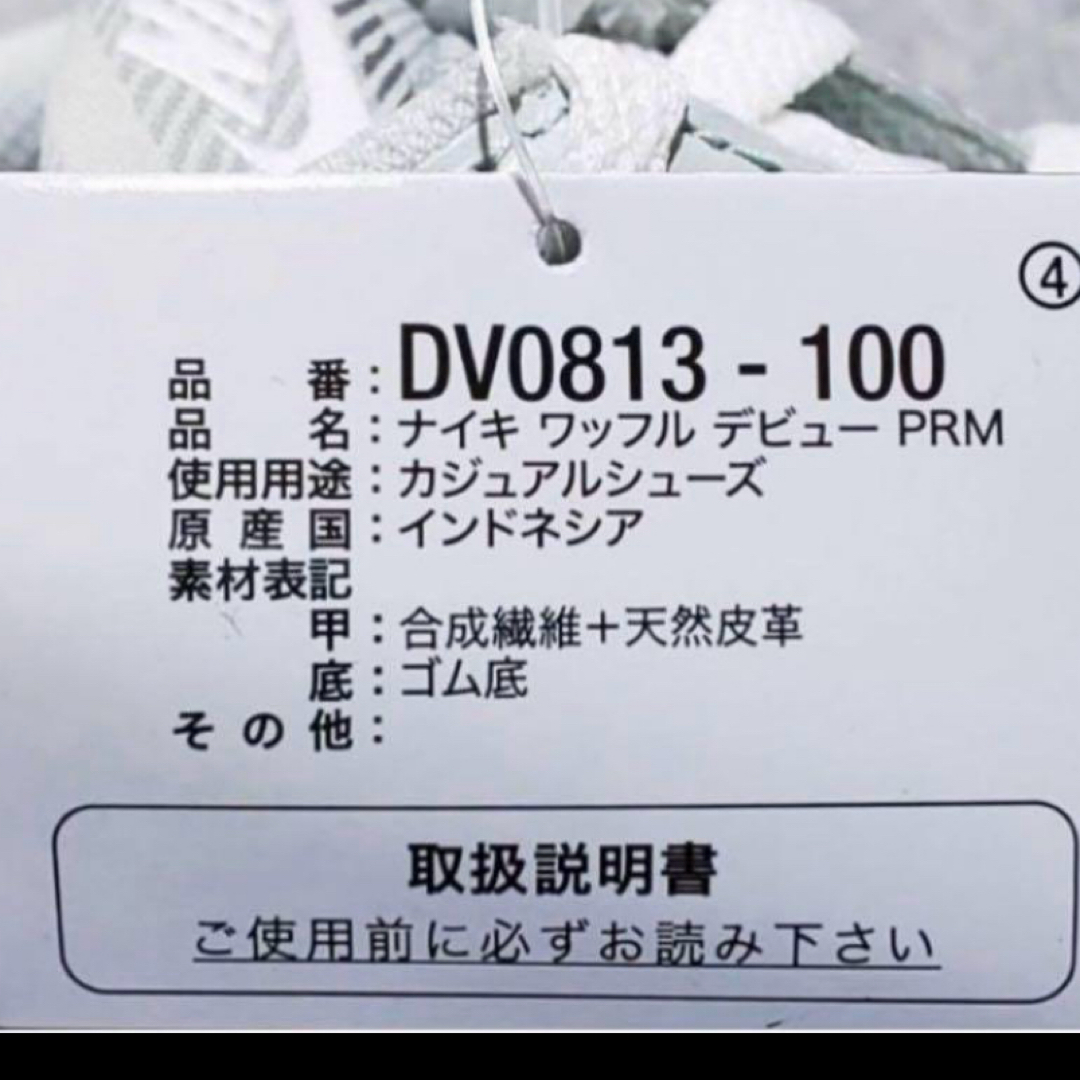 ④
品番：DV0813 - 100
品名：ナイキ ワッフル デビュー PRM
使用用途：カジュアルシューズ
原産国：インドネシア
素材表記
甲：合成繊維＋天然皮革
底：ゴム底
その他：
取扱説明書
ご使用前に必ずお読み下さい